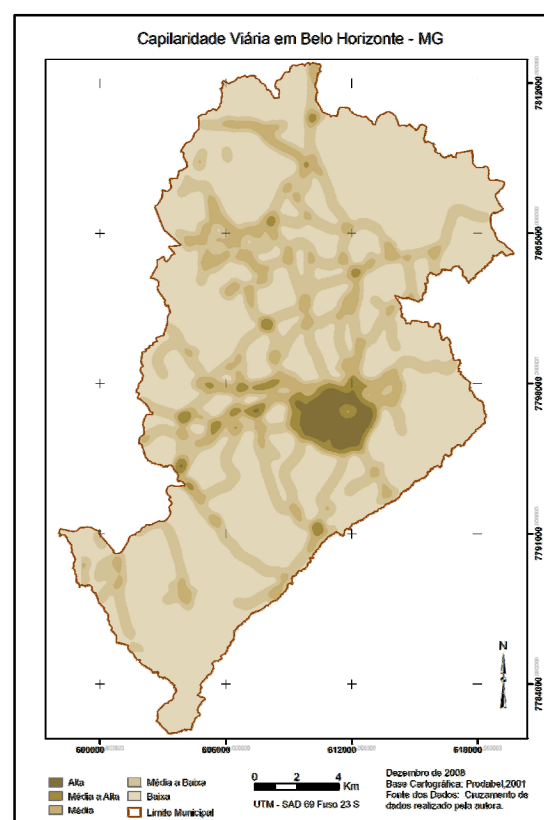 Capilaridade Viária em Belo Horizonte - MG
7812000
7805000
7798000
7791000
7784000
N
600000
606000
612000
618000
Alta
Média a Alta
Média
Média a Baixa
Baixa
Limite Municipal
0 2 4
Km
UTM - SAD 69 Fuso 23 S
Dezembro de 2008
Base Cartográfica: Prodabel,2001
Fonte dos Dados: Cruzamento de
dados realizado pela autora.